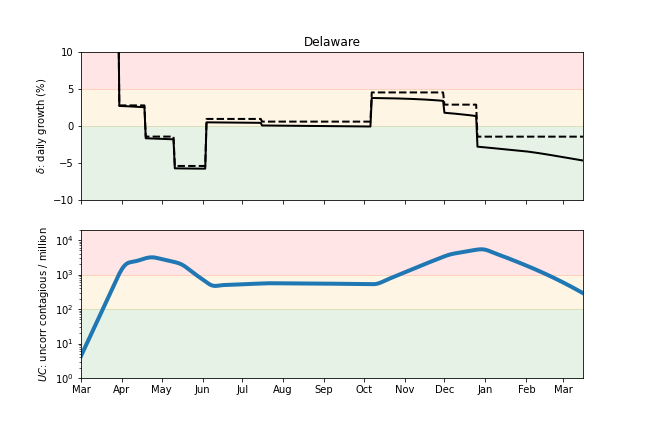 Delaware
δ: daily growth (%)
10
5
0
−5
−10
UC: uncorr contagious / million
10⁴
10³
10²
10¹
10⁰
Mar Apr May Jun Jul Aug Sep Oct Nov Dec Jan Feb Mar